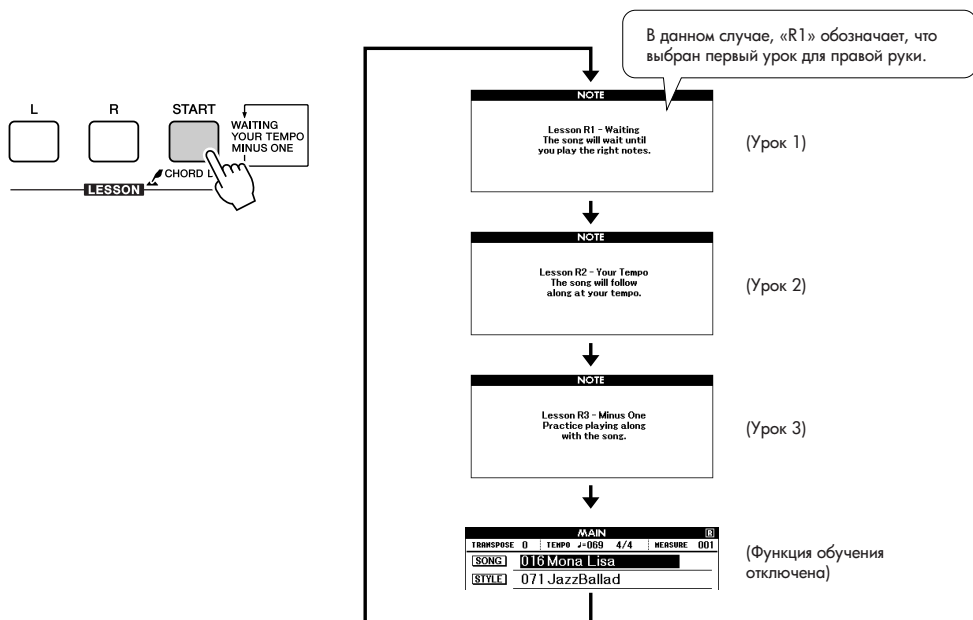 В данном случае, «R1» обозначает, что
выбран первый урок для правой руки.
L
R
START
WAITING
YOUR TEMPO
MINUS ONE
CHORD L
LESSON
NOTE
Lesson R1 - Waiting
The song will wait until
you play the right notes.
(Урок 1)
NOTE
Lesson R2 - Your Tempo
The song will follow
along at your tempo.
(Урок 2)
NOTE
Lesson R3 - Minus One
Practice playing along
with the song.
(Урок 3)
MAIN R
TRANSPOSE 0 TEMPO ♩=069 4/4 MEASURE 001
SONG 016 Mona Lisa
STYLE 071 JazzBallad
(Функция обучения
отключена)